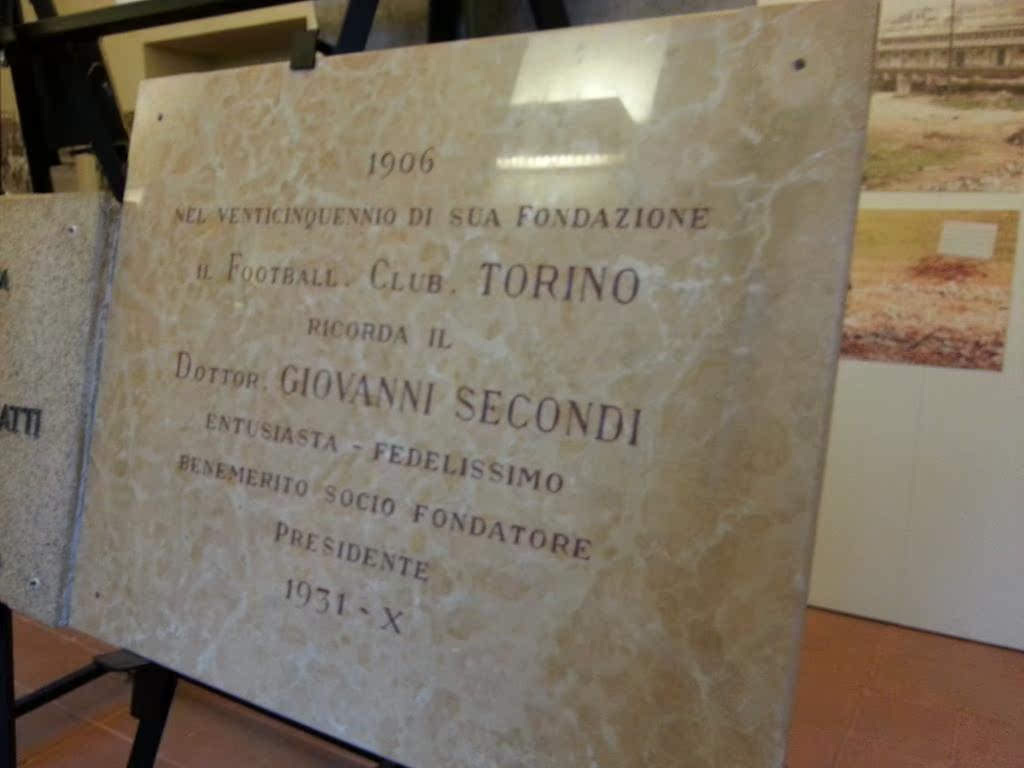 1906
NEL VENTICINQUENNIO DI SUA FONDAZIONE
IL FOOTBALL. CLUB. TORINO
RICORDA IL
DOTTOR. GIOVANNI SECONDI
ENTUSIASTA - FEDELISSIMO
BENEMERITO SOCIO FONDATORE
PRESIDENTE
1931 - X
ATTI